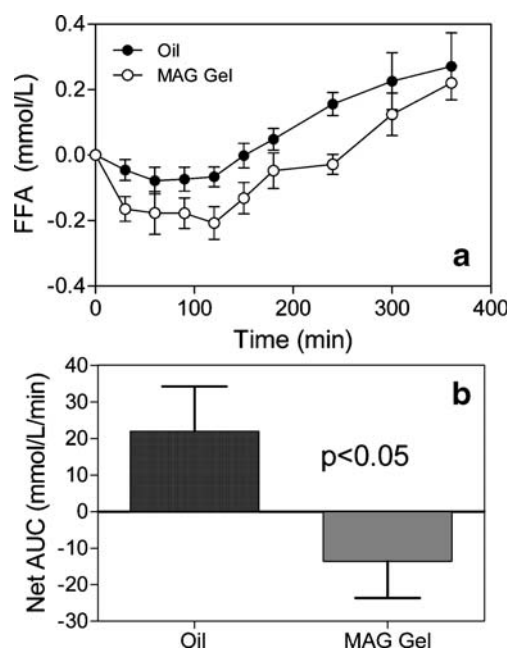 0.4
Oil
MAG Gel
0.2
0.0
-0.2
-0.4
FFA (mmol/L)
a
0 100 200 300 400
Time (min)
40
30
20
10
0
-10
-20
-30
Net AUC (mmol/L/min)
b
p<0.05
Oil MAG Gel